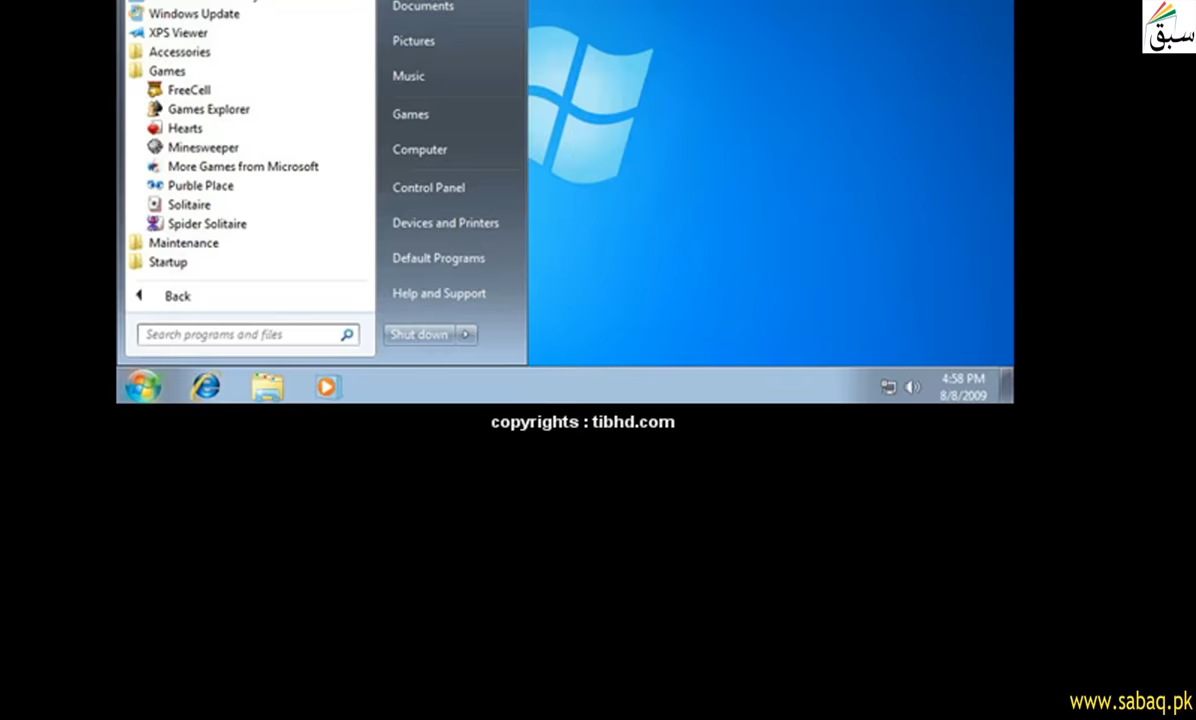 Windows Update
XPS Viewer
Accessories
Games
FreeCell
Games Explorer
Hearts
Minesweeper
More Games from Microsoft
Purble Place
Solitaire
Spider Solitaire
Maintenance
Startup
Back
Search programs and files
Documents
Pictures
Music
Games
Computer
Control Panel
Devices and Printers
Default Programs
Help and Support
Shut down
4:58 PM
8/8/2009
copyrights : tibhd.com
سبق
www.sabaq.pk